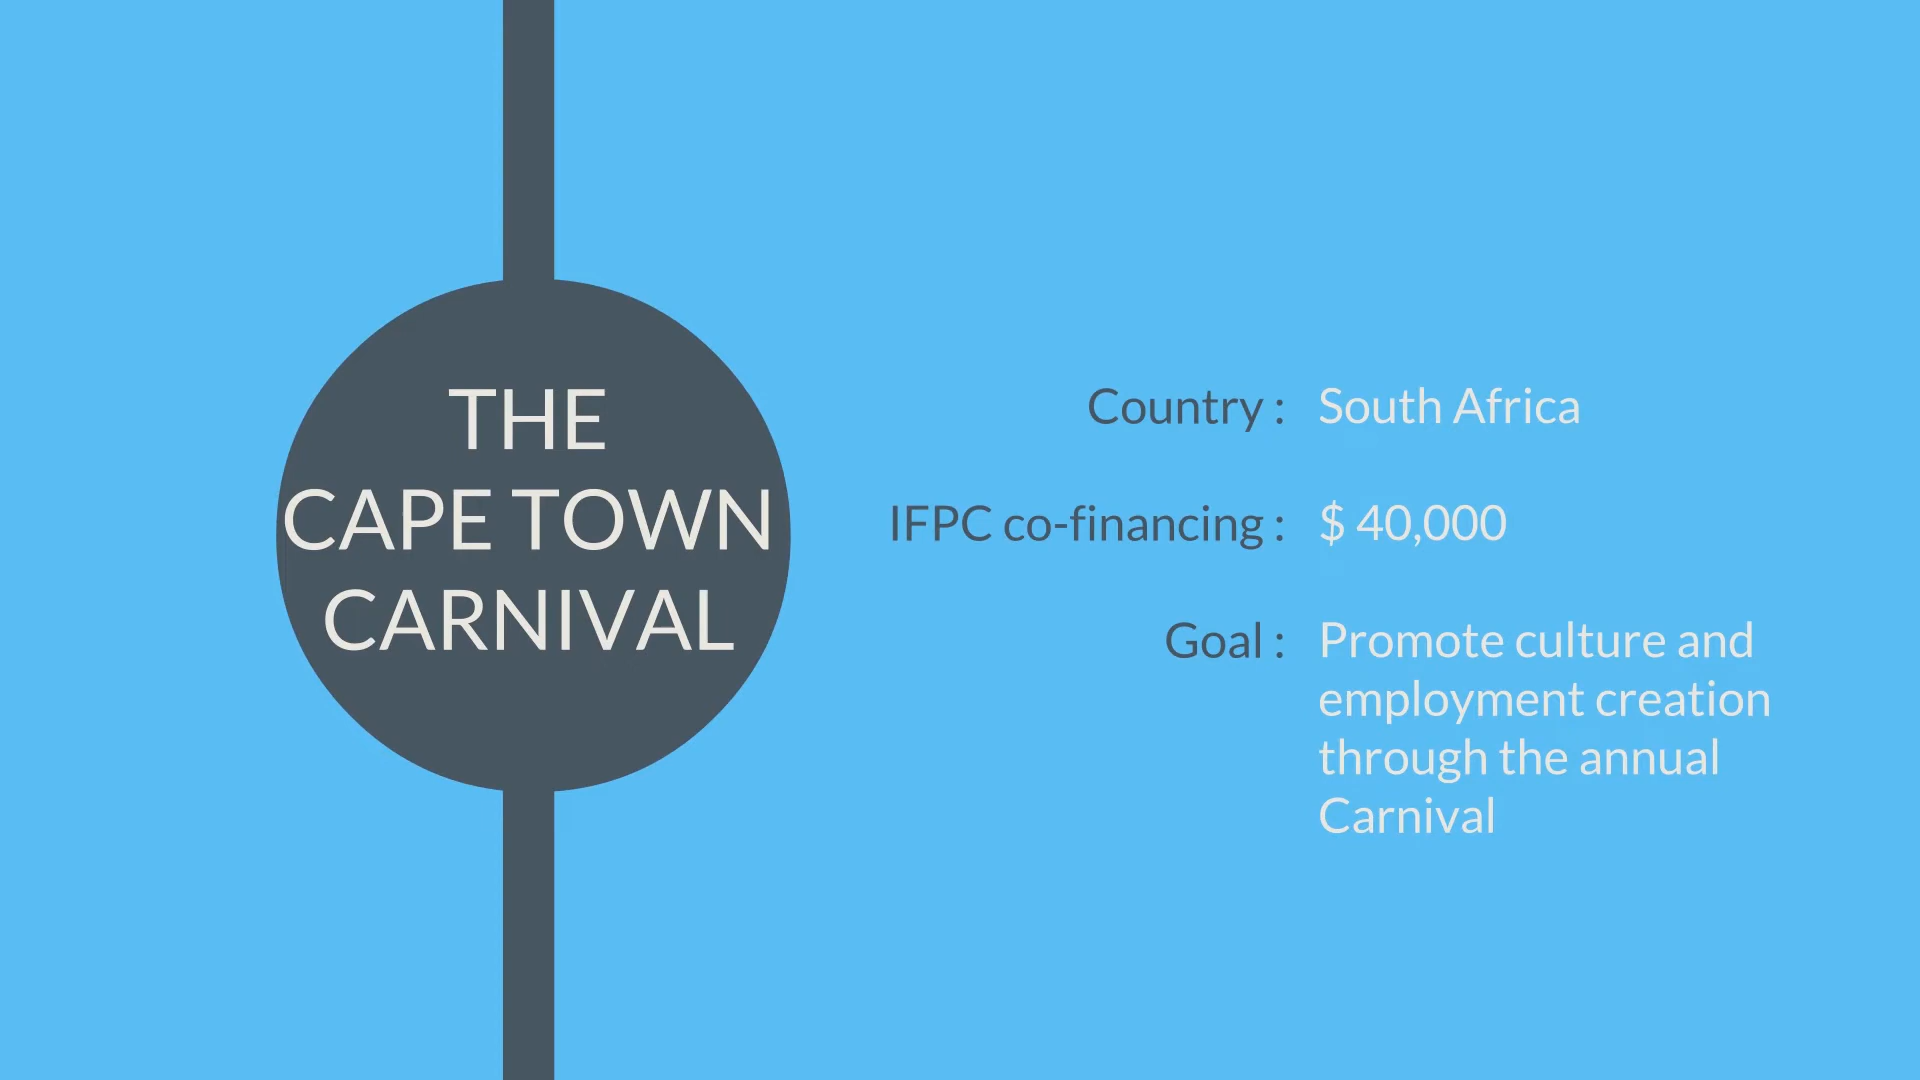 THE
CAPE TOWN
CARNIVAL
Country : South Africa
IFPC co-financing : $ 40,000
Goal : Promote culture and
employment creation
through the annual
Carnival